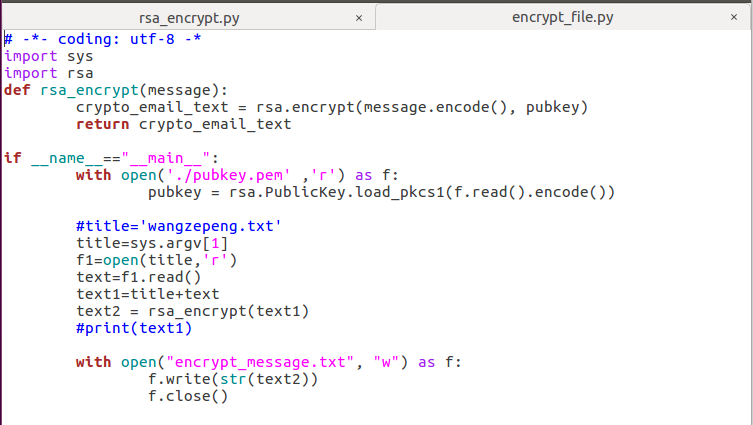 rsa_encrypt.py × encrypt_file.py ×
# -*- coding: utf-8 -*
import sys
import rsa
def rsa_encrypt(message):
        crypto_email_text = rsa.encrypt(message.encode(), pubkey)
        return crypto_email_text

if __name__=="__main__":
        with open('./pubkey.pem' ,'r') as f:
                pubkey = rsa.PublicKey.load_pkcs1(f.read().encode())

        #title='wangzepeng.txt'
        title=sys.argv[1]
        f1=open(title,'r')
        text=f1.read()
        text1=title+text
        text2 = rsa_encrypt(text1)
        #print(text1)

        with open("encrypt_message.txt", "w") as f:
                f.write(str(text2))
                f.close()